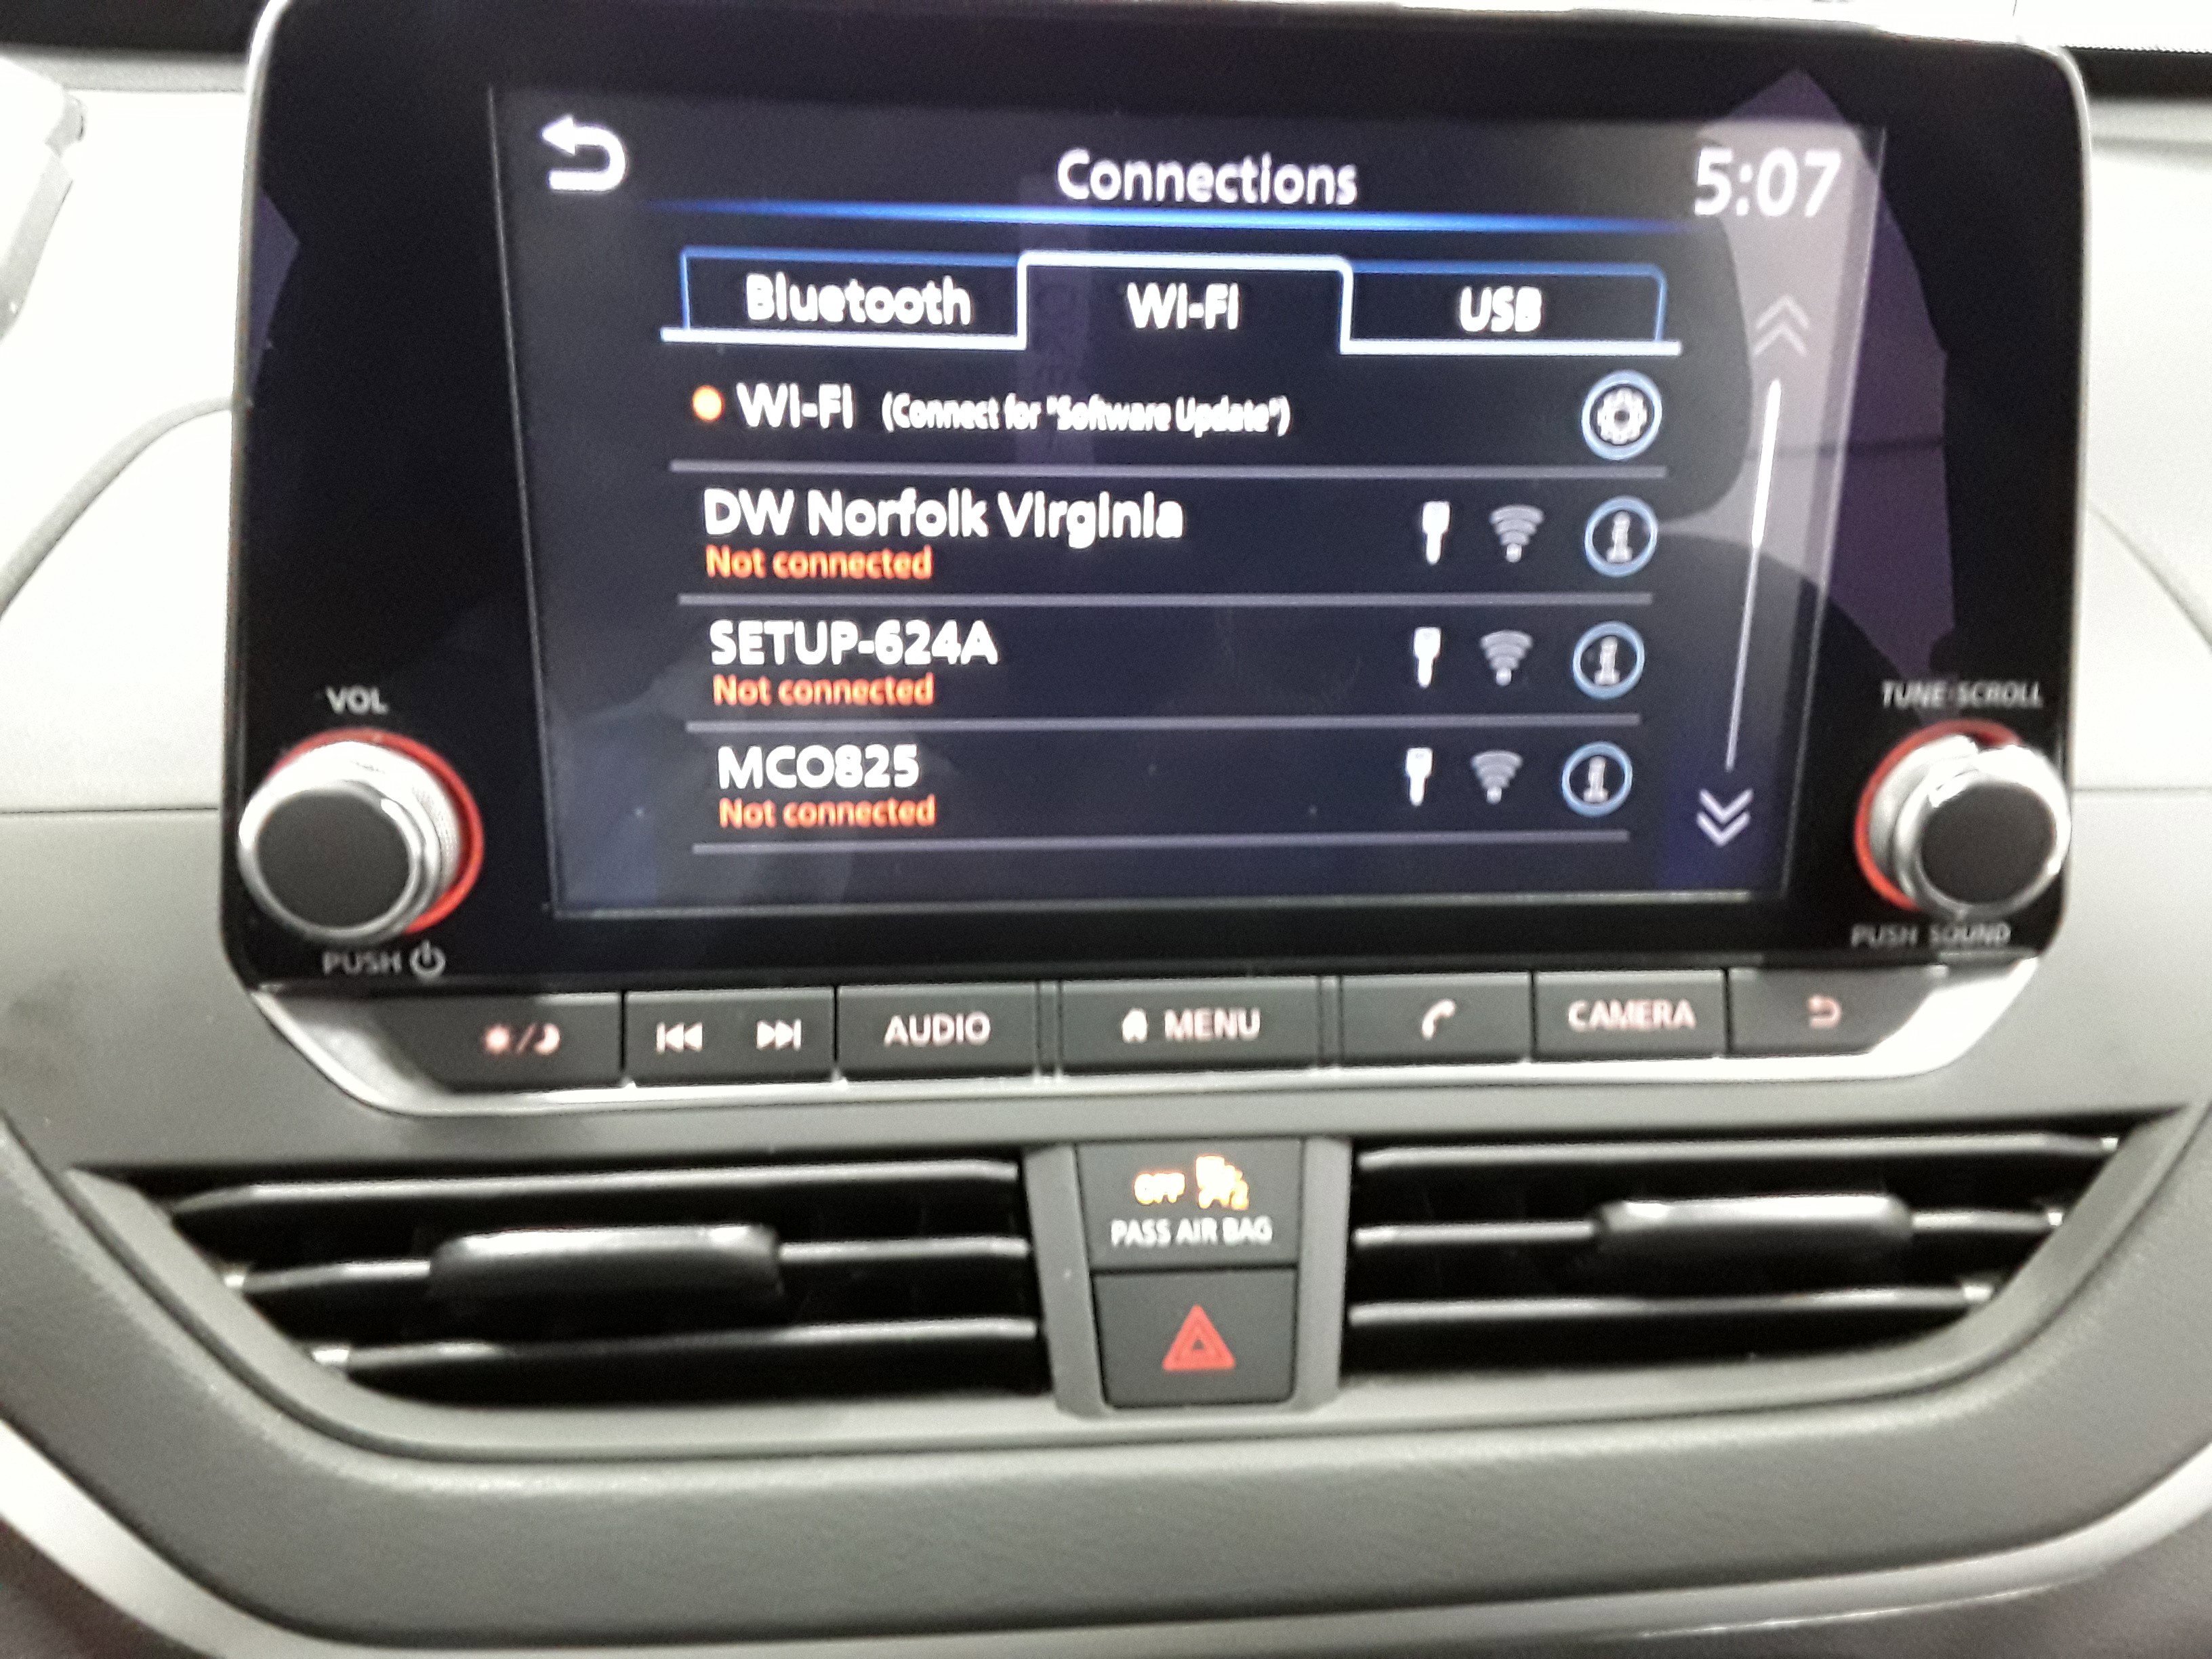 Connections
5:07
Bluetooth
Wi-Fi
USB
Wi-Fi (Connect for "Software Update")
DW Norfolk Virginia
Not connected
SETUP-624A
Not connected
MCO825
Not connected
VOL
TUNE·SCROLL
PUSH
PUSH SOUND
AUDIO
MENU
CAMERA
OFF
PASS AIR BAG